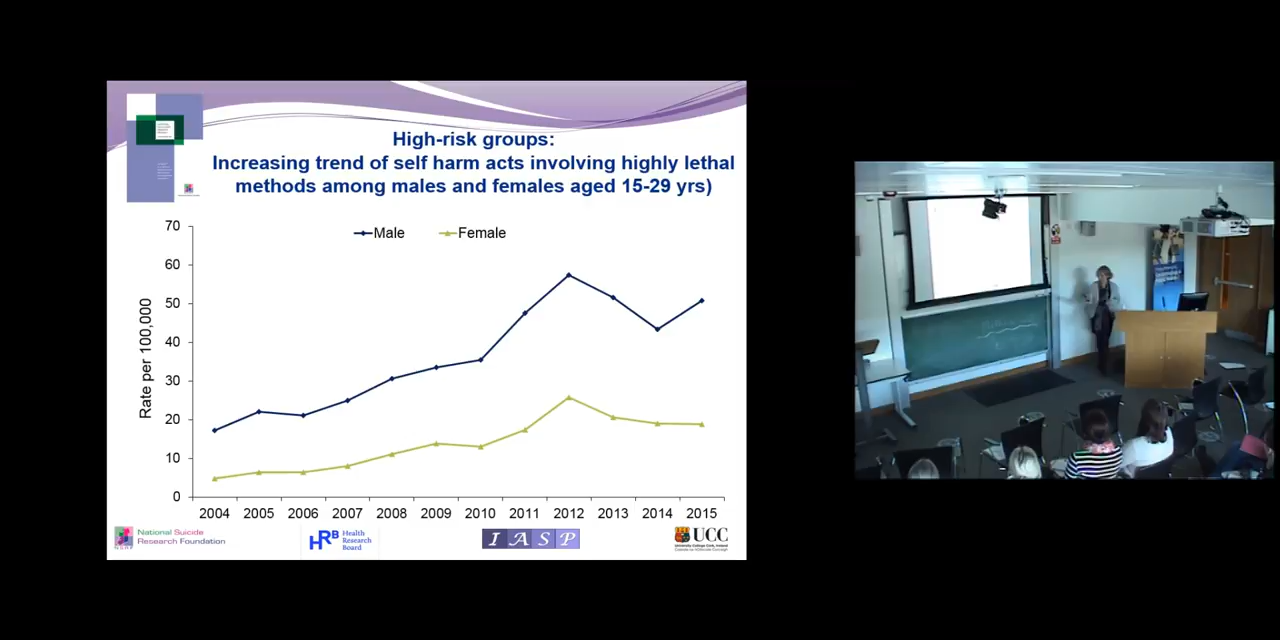 High-risk groups:
Increasing trend of self harm acts involving highly lethal
methods among males and females aged 15-29 yrs)
Male
Female
Rate per 100,000
70
60
50
40
30
20
10
0
2004 2005 2006 2007 2008 2009 2010 2011 2012 2013 2014 2015
National Suicide
Research Foundation
HRB
Health
Research
Board
IASP
UCC